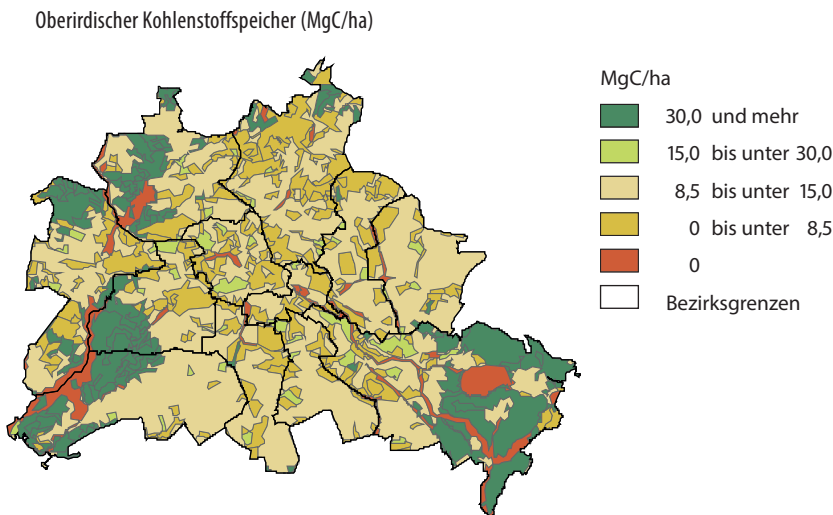 Oberirdischer Kohlenstoffspeicher (MgC/ha)
MgC/ha
30,0 und mehr
15,0 bis unter 30,0
8,5 bis unter 15,0
0 bis unter 8,5
0
Bezirksgrenzen